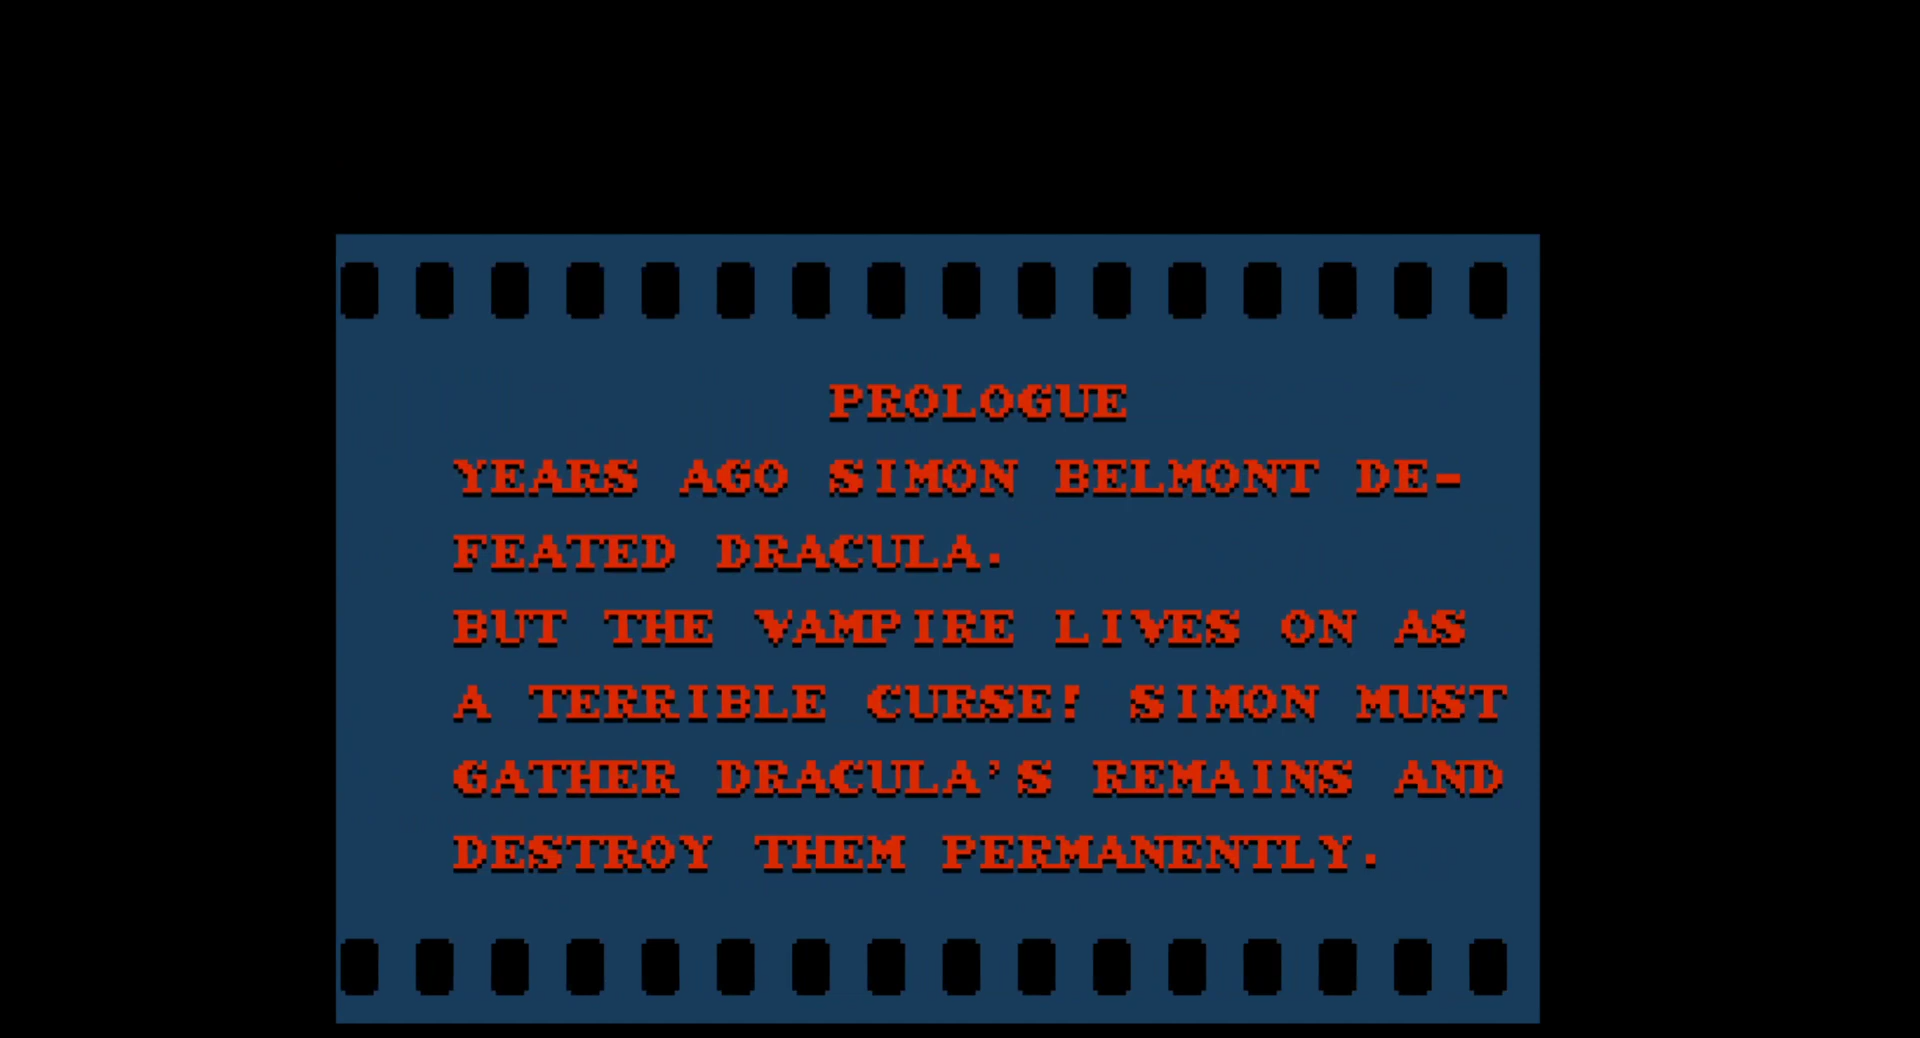 PROLOGUE
YEARS AGO SIMON BELMONT DE-
FEATED DRACULA.
BUT THE VAMPIRE LIVES ON AS
A TERRIBLE CURSE! SIMON MUST
GATHER DRACULA'S REMAINS AND
DESTROY THEM PERMANENTLY.